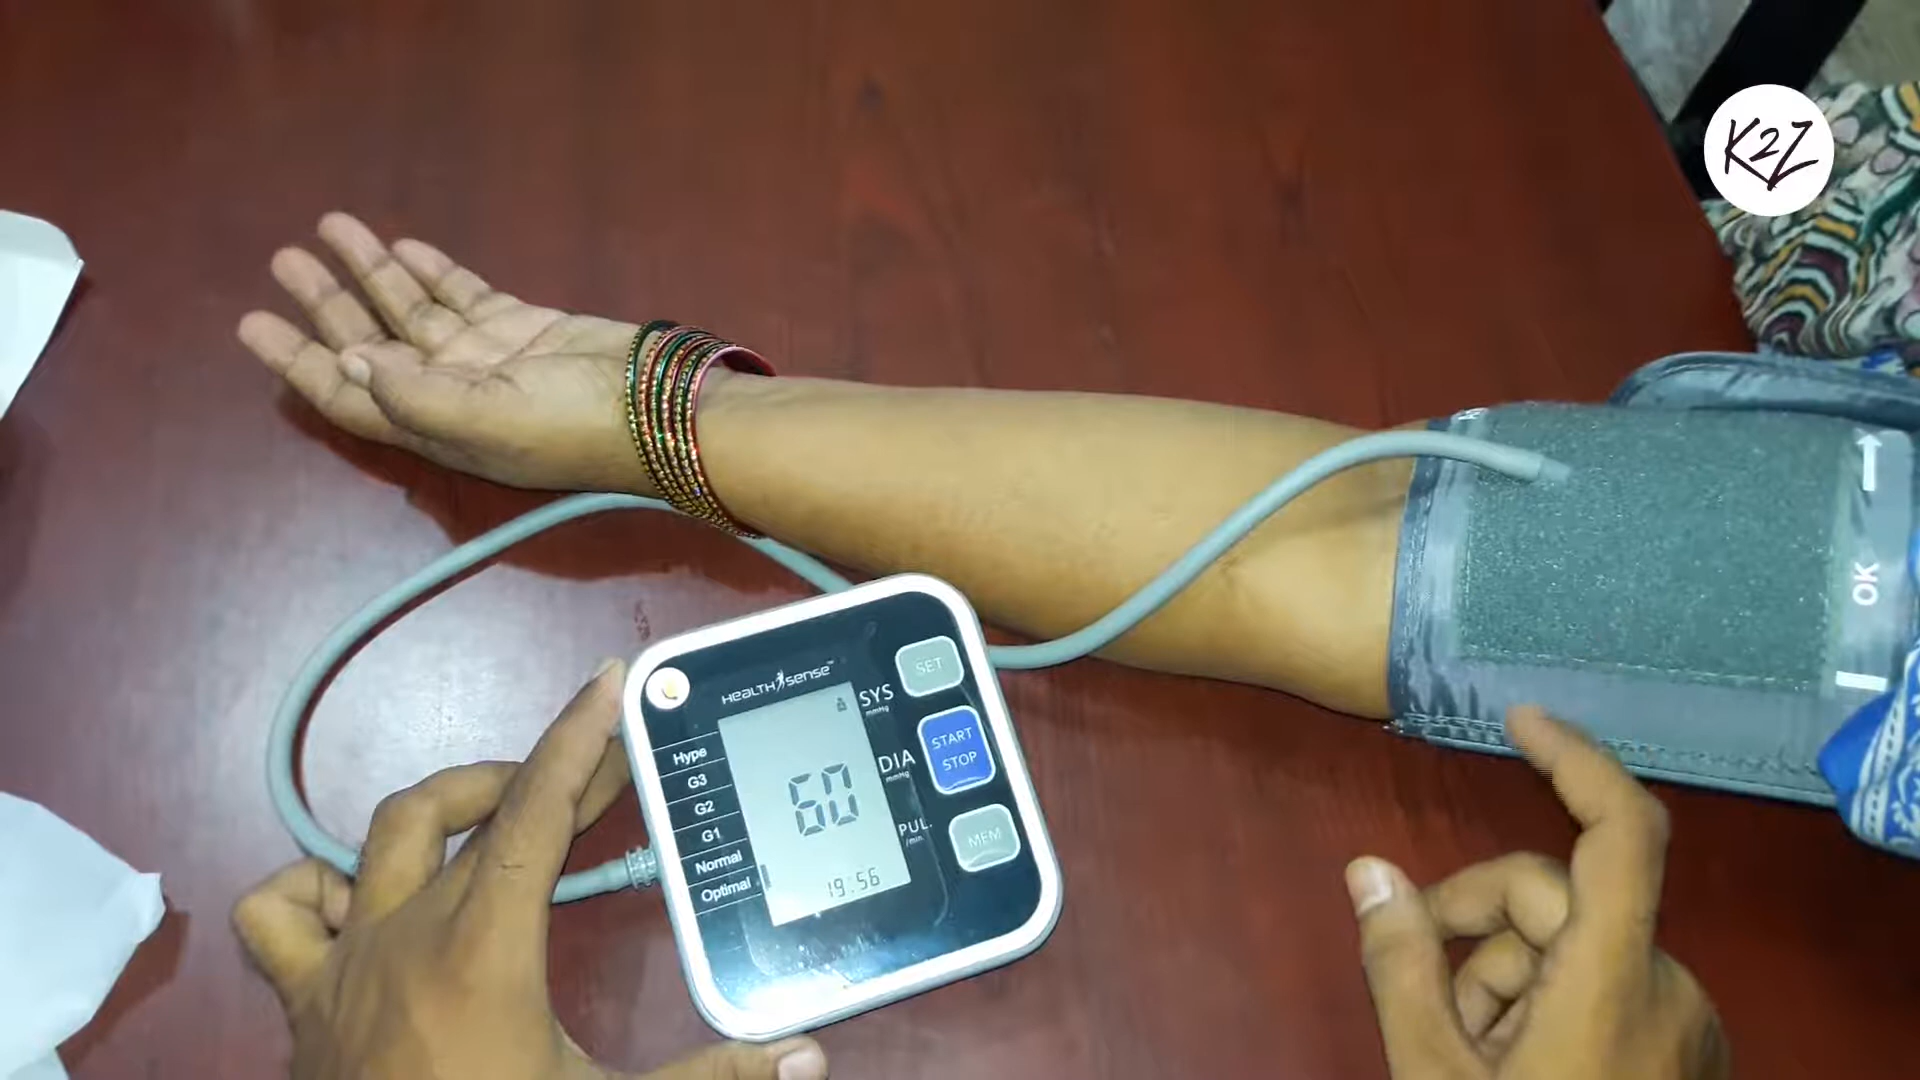 K2Z
HEALTH sense™
SYS
mmHg
DIA
mmHg
PUL.
/min
SET
START
STOP
MEM
Hype
G3
G2
G1
Normal
Optimal
60
19:56
OK